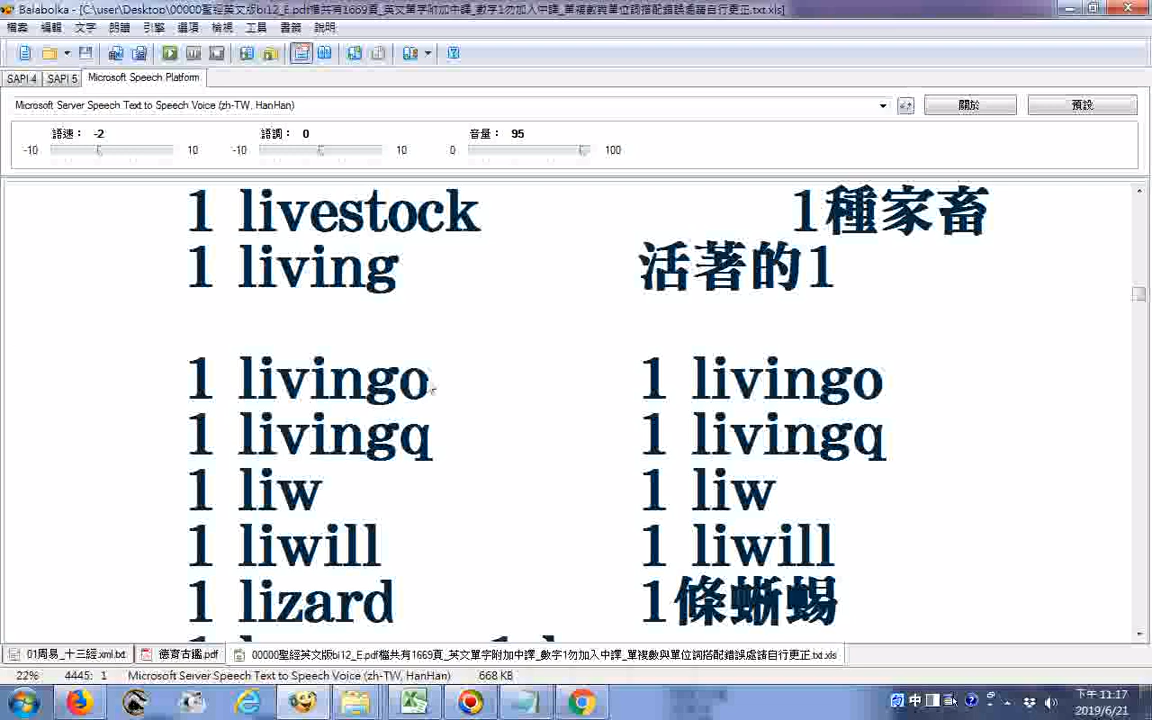 Balabolka - [C:\user\Desktop\00000聖經英文版bi12_E.pdf檔共有1669頁_英文單字附加中譯_數字1勿加入中譯_單複數與單位詞搭配錯誤處請自行更正.txt.xls]
檔案 編輯 文字 朗讀 引擎 選項 檢視 工具 書籤 說明
SAPI 4 SAPI 5 Microsoft Speech Platform
Microsoft Server Speech Text to Speech Voice (zh-TW, HanHan) 關於 預設
語速： -2 語調： 0 音量： 95
-10 10 -10 10 0 100
1 livestock 1種家畜
1 living 活著的1
1 livingo 1 livingo
1 livingq 1 livingq
1 liw 1 liw
1 liwill 1 liwill
1 lizard 1條蜥蜴
01周易_十三經.xml.txt 德育古鑑.pdf 00000聖經英文版bi12_E.pdf檔共有1669頁_英文單字附加中譯_數字1勿加入中譯_單複數與單位詞搭配錯誤處請自行更正.txt.xls
22% 4445: 1 Microsoft Server Speech Text to Speech Voice (zh-TW, HanHan) 668 KB
中 下午 11:17
2019/6/21